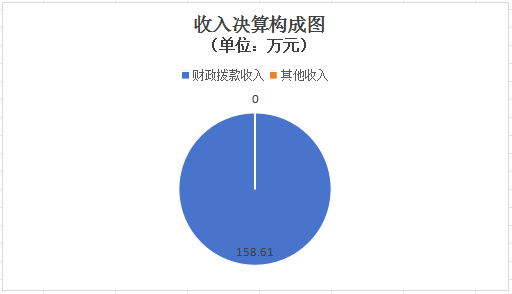 收入决算构成图
（单位：万元）
财政拨款收入 其他收入
0
158.61